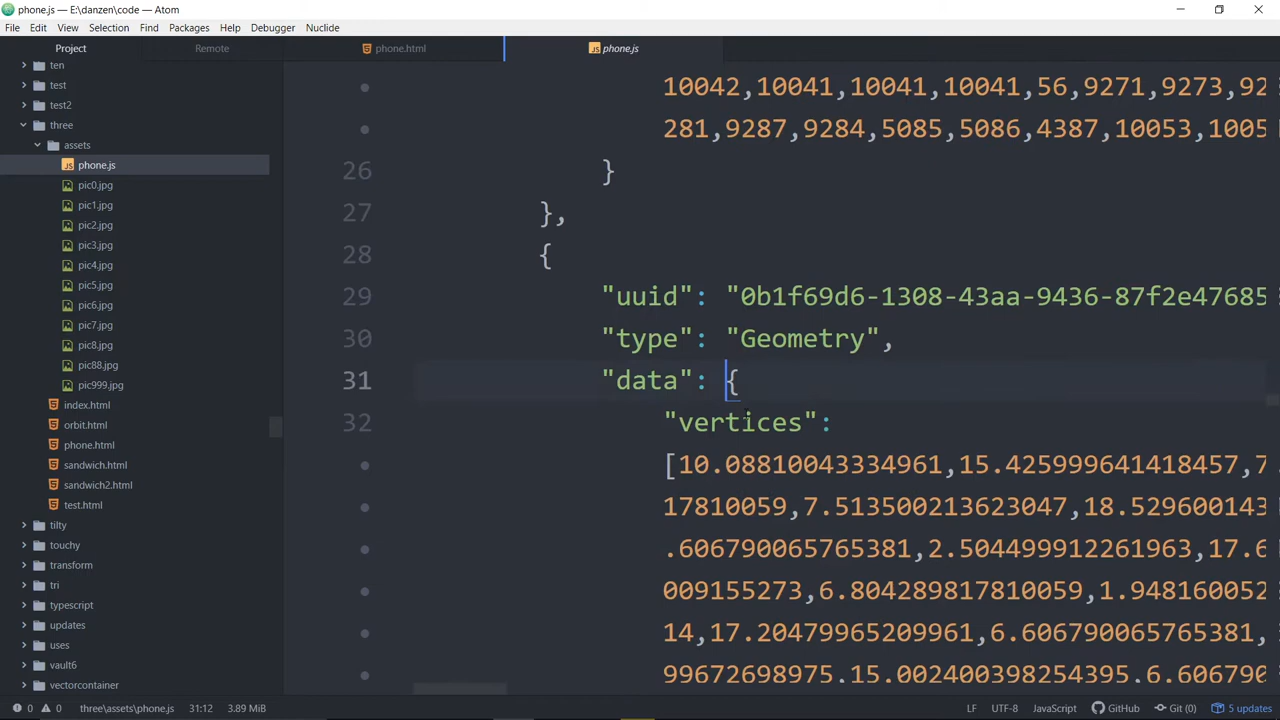 phone.js — E:\danzen\code — Atom
File Edit View Selection Find Packages Help Debugger Nuclide
Project Remote phone.html phone.js
ten
test
test2
three
assets
phone.js
pic0.jpg
pic1.jpg
pic2.jpg
pic3.jpg
pic4.jpg
pic5.jpg
pic6.jpg
pic7.jpg
pic8.jpg
pic88.jpg
pic999.jpg
index.html
orbit.html
phone.html
sandwich.html
sandwich2.html
test.html
tilty
touchy
transform
tri
typescript
updates
uses
vault6
vectorcontainer
10042,10041,10041,10041,56,9271,9273,92
281,9287,9284,5085,5086,4387,10053,1005
26 }
27 },
28 {
29 "uuid": "0b1f69d6-1308-43aa-9436-87f2e47685
30 "type": "Geometry",
31 "data": {
32 "vertices":
[10.08810043334961,15.425999641418457,7
17810059,7.513500213623047,18.529600143
.606790065765381,2.504499912261963,17.6
009155273,6.804289817810059,1.948160052
14,17.20479965209961,6.606790065765381,
99672698975,15.002400398254395,6.606790
0 0 three\assets\phone.js 31:12 3.89 MiB LF UTF-8 JavaScript GitHub Git (0) 5 updates